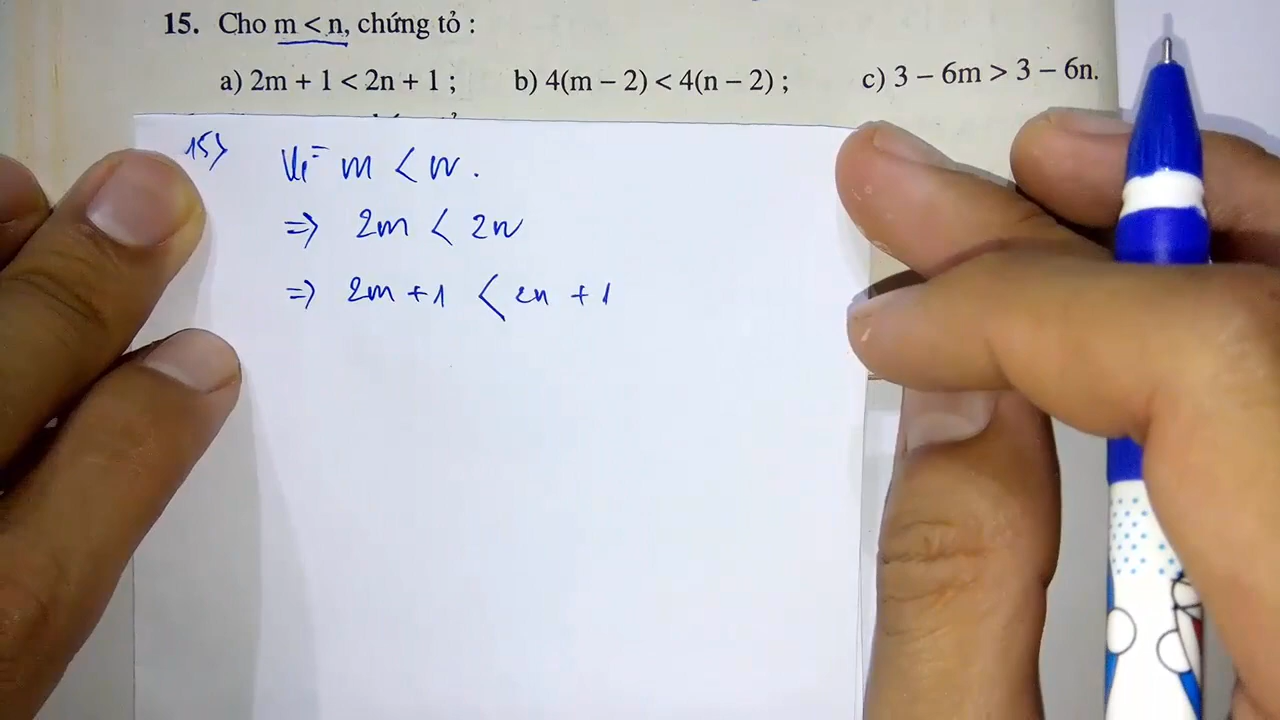 15. Cho m < n, chứng tỏ :
a) 2m + 1 < 2n + 1 ; b) 4(m – 2) < 4(n – 2) ; c) 3 – 6m > 3 – 6n.
15> Vì m < n.
=> 2m < 2n
=> 2m + 1 < 2n + 1